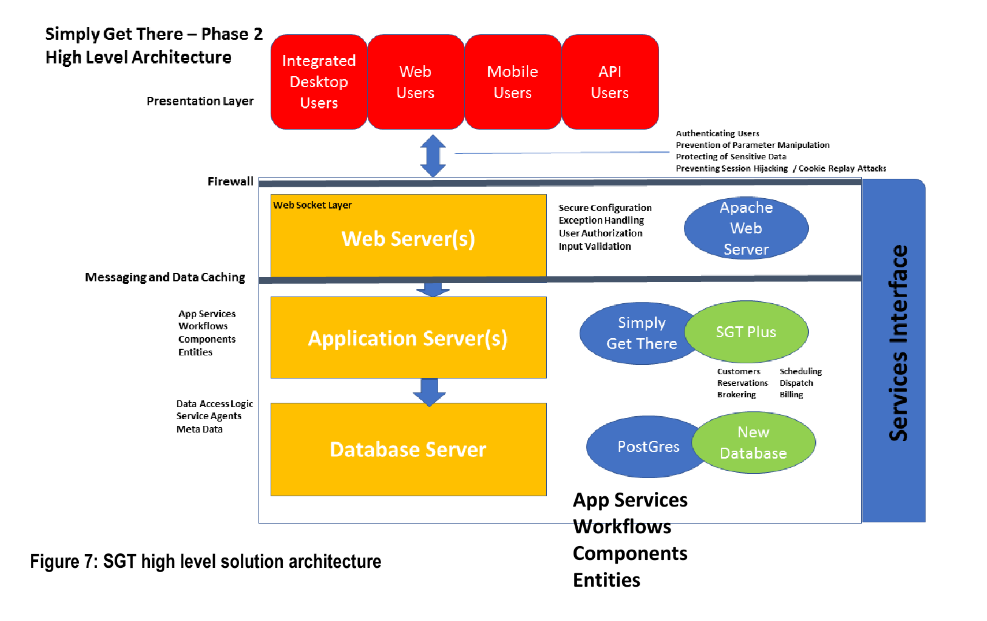 Simply Get There – Phase 2
High Level Architecture
Integrated
Desktop
Users
Web
Users
Mobile
Users
API
Users
Presentation Layer
Authenticating Users
Prevention of Parameter Manipulation
Protecting of Sensitive Data
Preventing Session Hijacking / Cookie Replay Attacks
Firewall
Web Socket Layer
Web Server(s)
Secure Configuration
Exception Handling
User Authorization
Input Validation
Apache
Web
Server
Services Interface
Messaging and Data Caching
App Services
Workflows
Components
Entities
Application Server(s)
Simply
Get There
SGT Plus
Customers
Reservations
Brokering
Scheduling
Dispatch
Billing
Data Access Logic
Service Agents
Meta Data
Database Server
PostGres
New
Database
App Services
Workflows
Components
Entities
Figure 7: SGT high level solution architecture